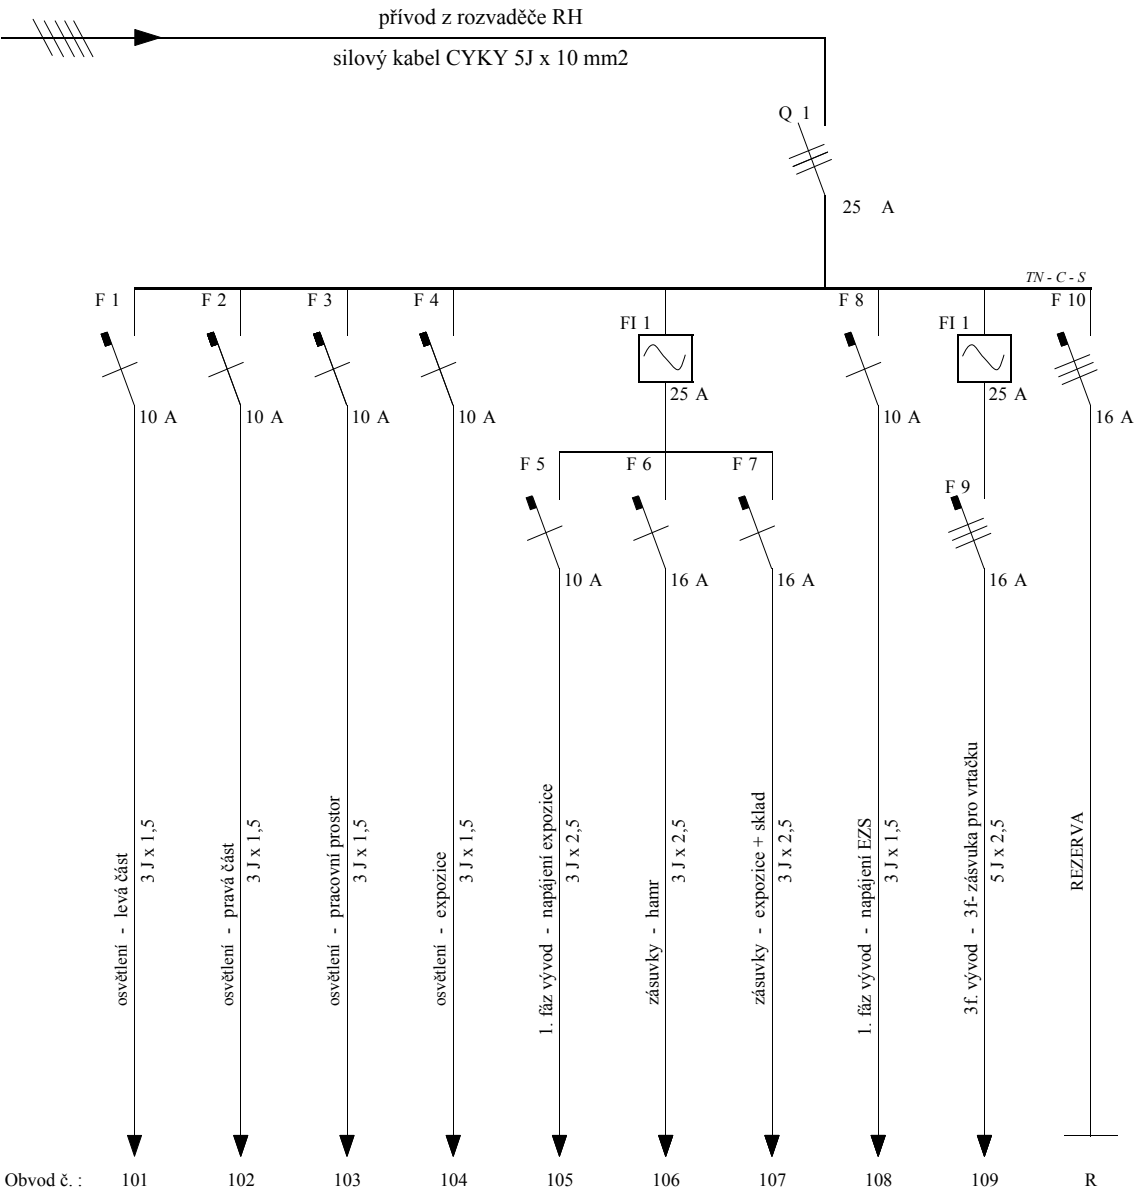 přívod z rozvaděče RH
silový kabel CYKY 5J x 10 mm2
Q 1
25 A
TN - C - S
F 1
F 2
F 3
F 4
FI 1
F 8
FI 1
F 10
25 A
25 A
10 A
10 A
10 A
10 A
10 A
16 A
F 5
F 6
F 7
F 9
10 A
16 A
16 A
16 A
osvětlení - levá část
3 J x 1,5
osvětlení - pravá část
3 J x 1,5
osvětlení - pracovní prostor
3 J x 1,5
osvětlení - expozice
3 J x 1,5
1. fáz vývod - napájení expozice
3 J x 2,5
zásuvky - hamr
3 J x 2,5
zásuvky - expozice + sklad
3 J x 2,5
1. fáz vývod - napájení EZS
3 J x 1,5
3f. vývod - 3f- zásvuka pro vrtačku
5 J x 2,5
REZERVA
Obvod č. : 101 102 103 104 105 106 107 108 109 R